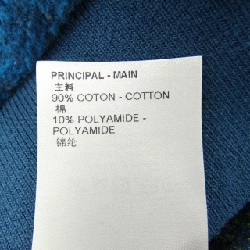 PRINCIPAL - MAIN
主料
90% COTON - COTTON
棉
10% POLYAMIDE -
POLYAMIDE
锦纶